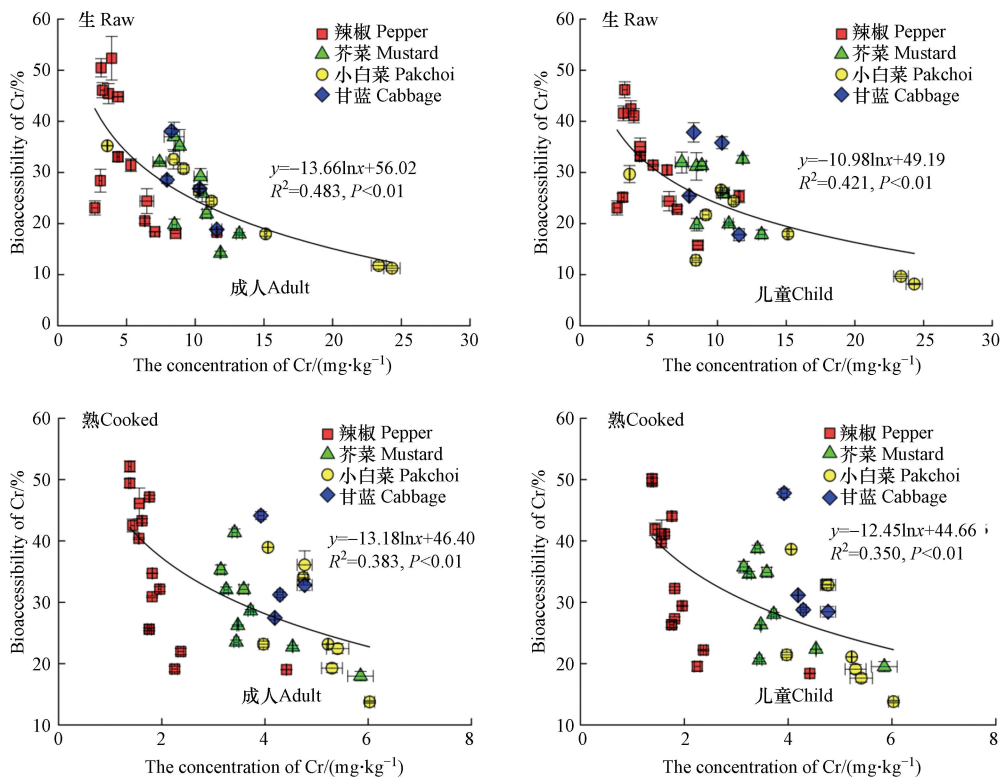 生 Raw
辣椒 Pepper
芥菜 Mustard
小白菜 Pakchoi
甘蓝 Cabbage
y=−13.66lnx+56.02
R²=0.483, P<0.01
成人Adult
60
50
40
30
20
10
0
0 5 10 15 20 25 30
Bioaccessibility of Cr/%
The concentration of Cr/(mg·kg⁻¹)
生 Raw
辣椒 Pepper
芥菜 Mustard
小白菜 Pakchoi
甘蓝 Cabbage
y=−10.98lnx+49.19
R²=0.421, P<0.01
儿童Child
60
50
40
30
20
10
0
0 5 10 15 20 25 30
Bioaccessibility of Cr/%
The concentration of Cr/(mg·kg⁻¹)
熟Cooked
辣椒 Pepper
芥菜 Mustard
小白菜 Pakchoi
甘蓝 Cabbage
y=−13.18lnx+46.40
R²=0.383, P<0.01
成人Adult
60
50
40
30
20
10
0 2 4 6 8
Bioaccessibility of Cr/%
The concentration of Cr/(mg·kg⁻¹)
熟Cooked
辣椒 Pepper
芥菜 Mustard
小白菜 Pakchoi
甘蓝 Cabbage
y=−12.45lnx+44.66
R²=0.350, P<0.01
儿童Child
60
50
40
30
20
10
0 2 4 6 8
Bioaccessibility of Cr/%
The concentration of Cr/(mg·kg⁻¹)